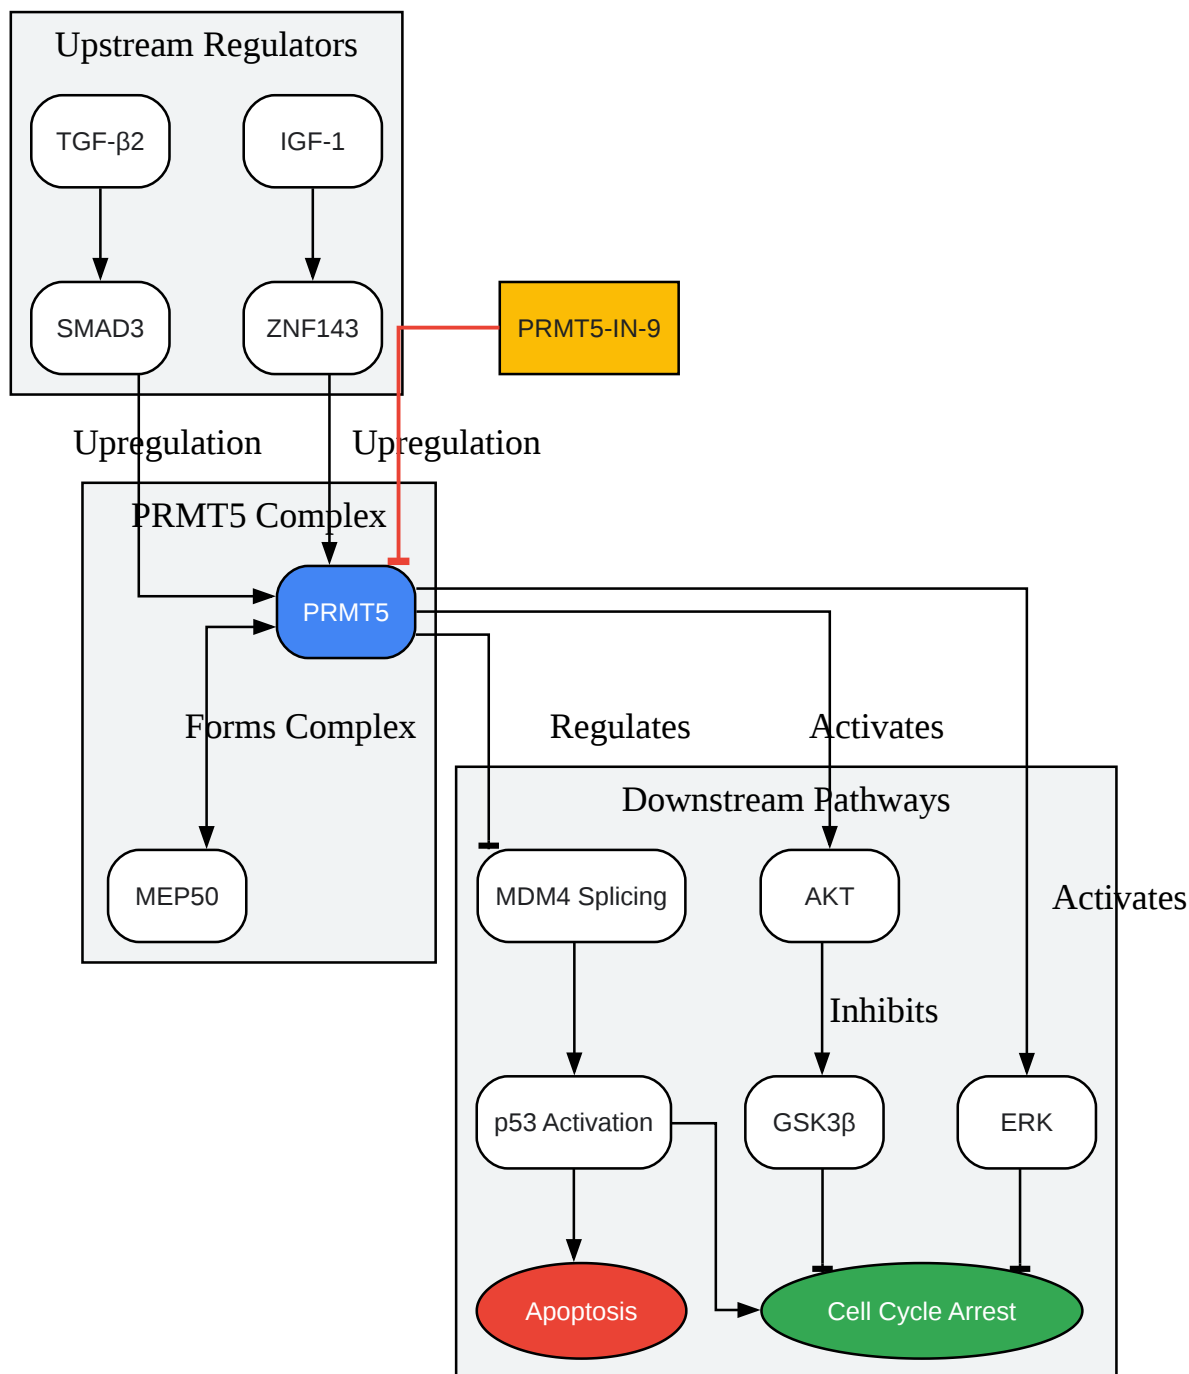 Upstream Regulators
TGF-β2
IGF-1
SMAD3
ZNF143
PRMT5-IN-9
Upregulation
Upregulation
PRMT5 Complex
PRMT5
Forms Complex
Regulates
Activates
Downstream Pathways
MEP50
MDM4 Splicing
AKT
Activates
Inhibits
p53 Activation
GSK3β
ERK
Apoptosis
Cell Cycle Arrest